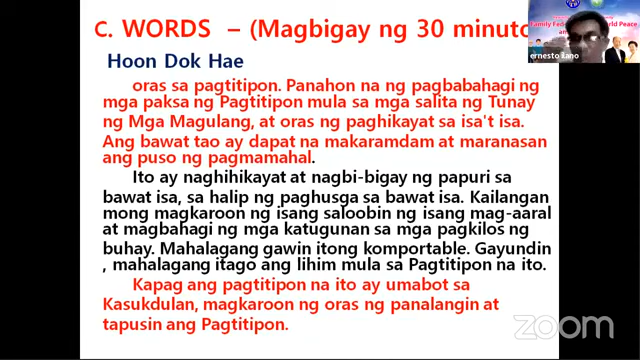 C. WORDS – (Magbigay ng 30 minuto
Family Fede World Peace
ernesto zano
Hoon Dok Hae
oras sa pagtitipon. Panahon na ng pagbabahagi ng
mga paksa ng Pagtitipon mula sa mga salita ng Tunay
ng Mga Magulang, at oras ng paghikayat sa isa't isa.
Ang bawat tao ay dapat na makaramdam at maranasan
ang puso ng pagmamahal.
Ito ay naghihikayat at nagbi-bigay ng papuri sa
bawat isa, sa halip ng paghusga sa bawat isa. Kailangan
mong magkaroon ng isang saloobin ng isang mag-aaral
at magbahagi ng mga katugunan sa mga pagkilos ng
buhay. Mahalagang gawin itong komportable. Gayundin
, mahalagang itago ang lihim mula sa Pagtitipon na ito.
Kapag ang pagtitipon na ito ay umabot sa
Kasukdulan, magkaroon ng oras ng panalangin at
tapusin ang Pagtitipon.
zoom